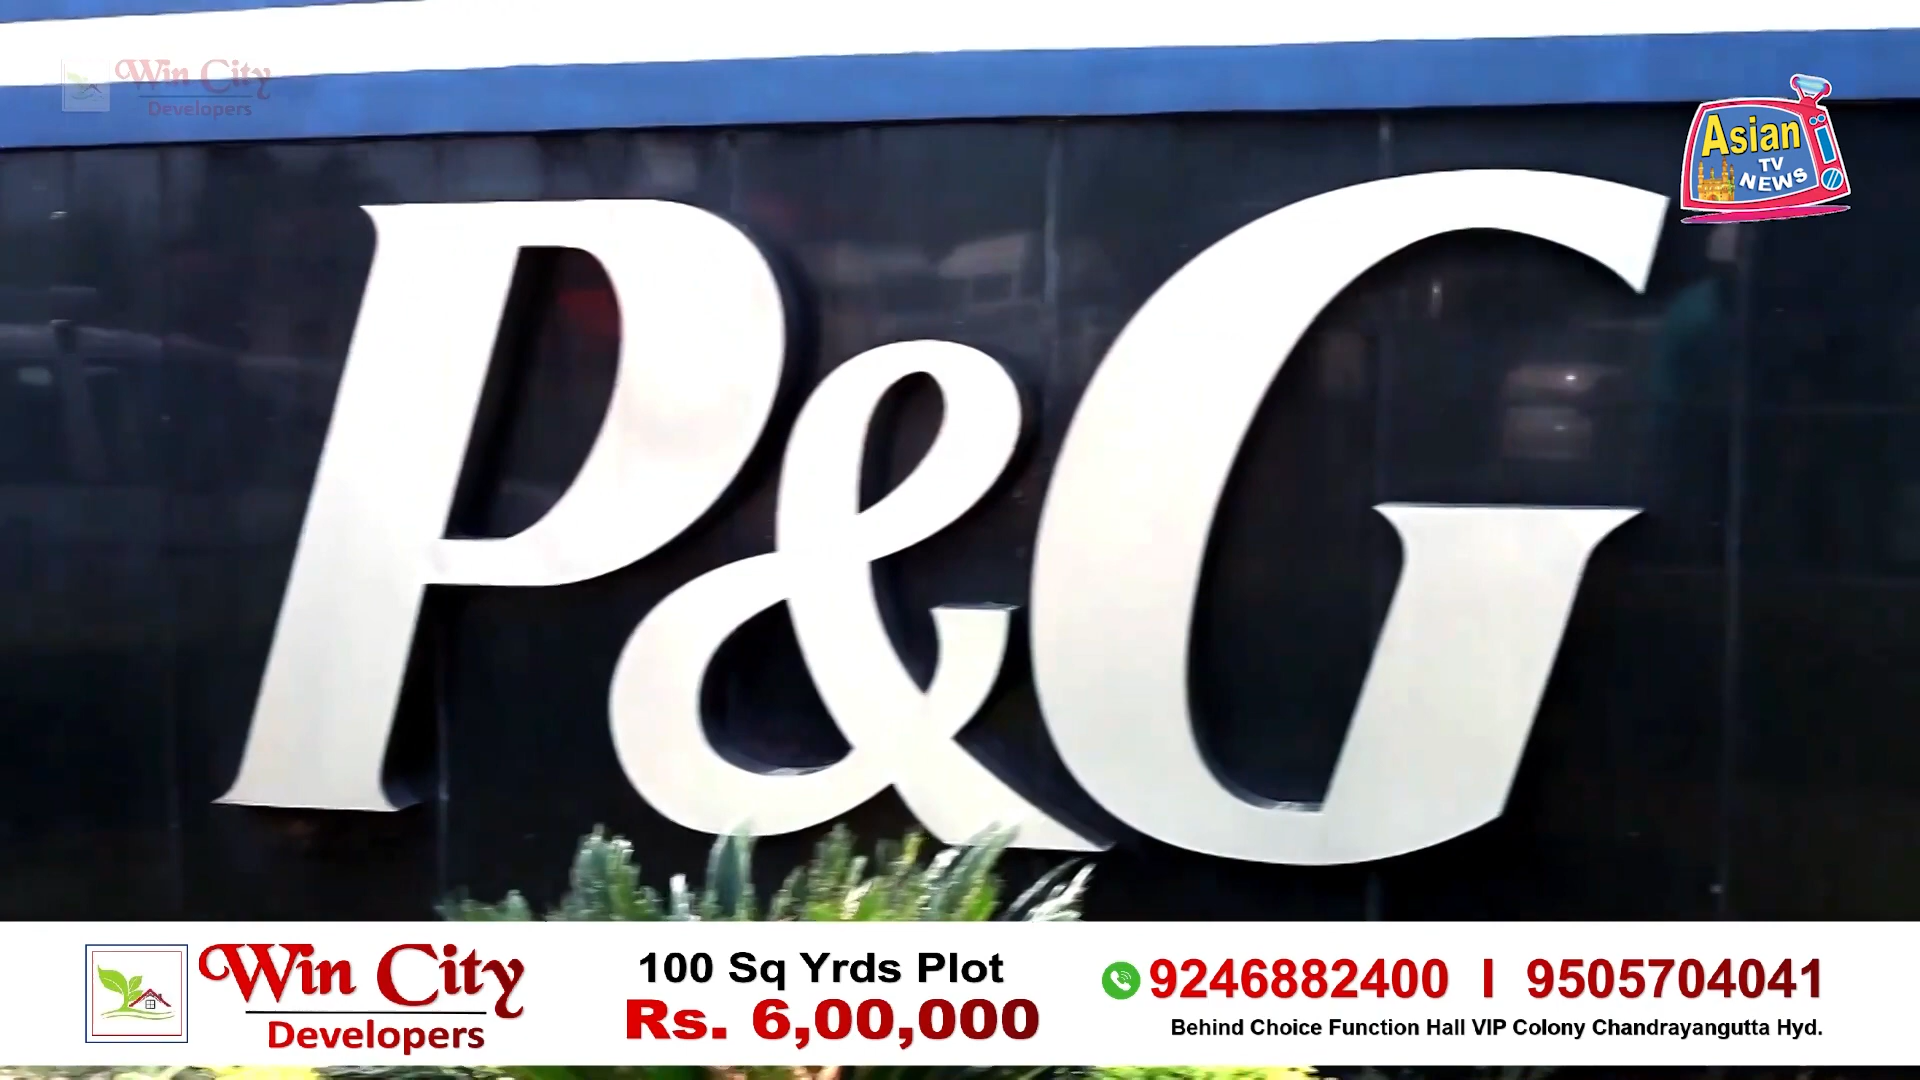 Win City
Developers
Asian
TV
NEWS
P&G
Win City
Developers
100 Sq Yrds Plot
Rs. 6,00,000
9246882400 | 9505704041
Behind Choice Function Hall VIP Colony Chandrayangutta Hyd.